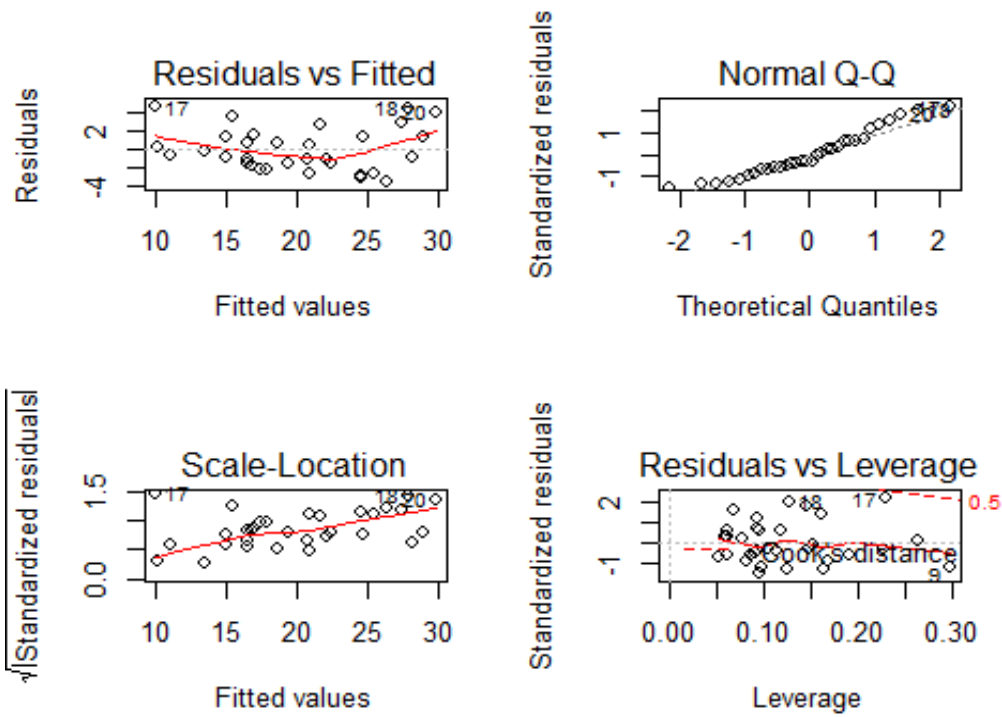 Residuals vs Fitted
Residuals
2
-4
17
18
20
10 15 20 25 30
Fitted values
Normal Q-Q
Standardized residuals
1
-1
20
-2 -1 0 1 2
Theoretical Quantiles
Scale-Location
√|Standardized residuals|
1.5
0.0
17
18
20
10 15 20 25 30
Fitted values
Residuals vs Leverage
Standardized residuals
2
-1
18
17
0.5
Cook's distance
9
0.00 0.10 0.20 0.30
Leverage